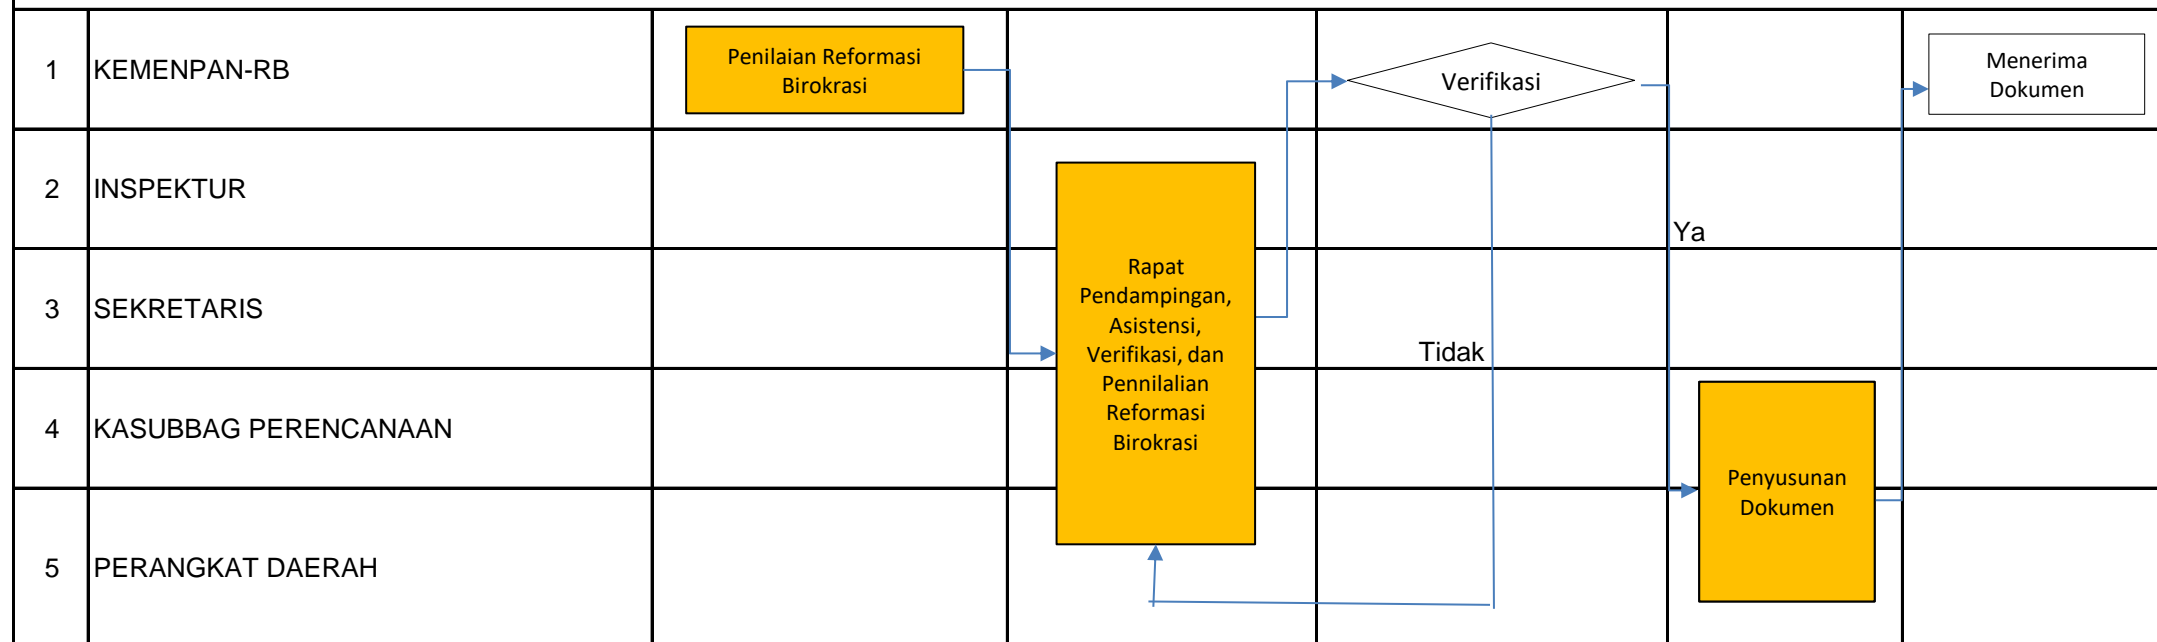 1
KEMENPAN-RB
Penilaian Reformasi
Birokrasi
Verifikasi
Menerima
Dokumen
2
INSPEKTUR
Ya
3
SEKRETARIS
Rapat
Pendampingan,
Asistensi,
Verifikasi, dan
Pennilalian
Reformasi
Birokrasi
Tidak
4
KASUBBAG PERENCANAAN
Penyusunan
Dokumen
5
PERANGKAT DAERAH